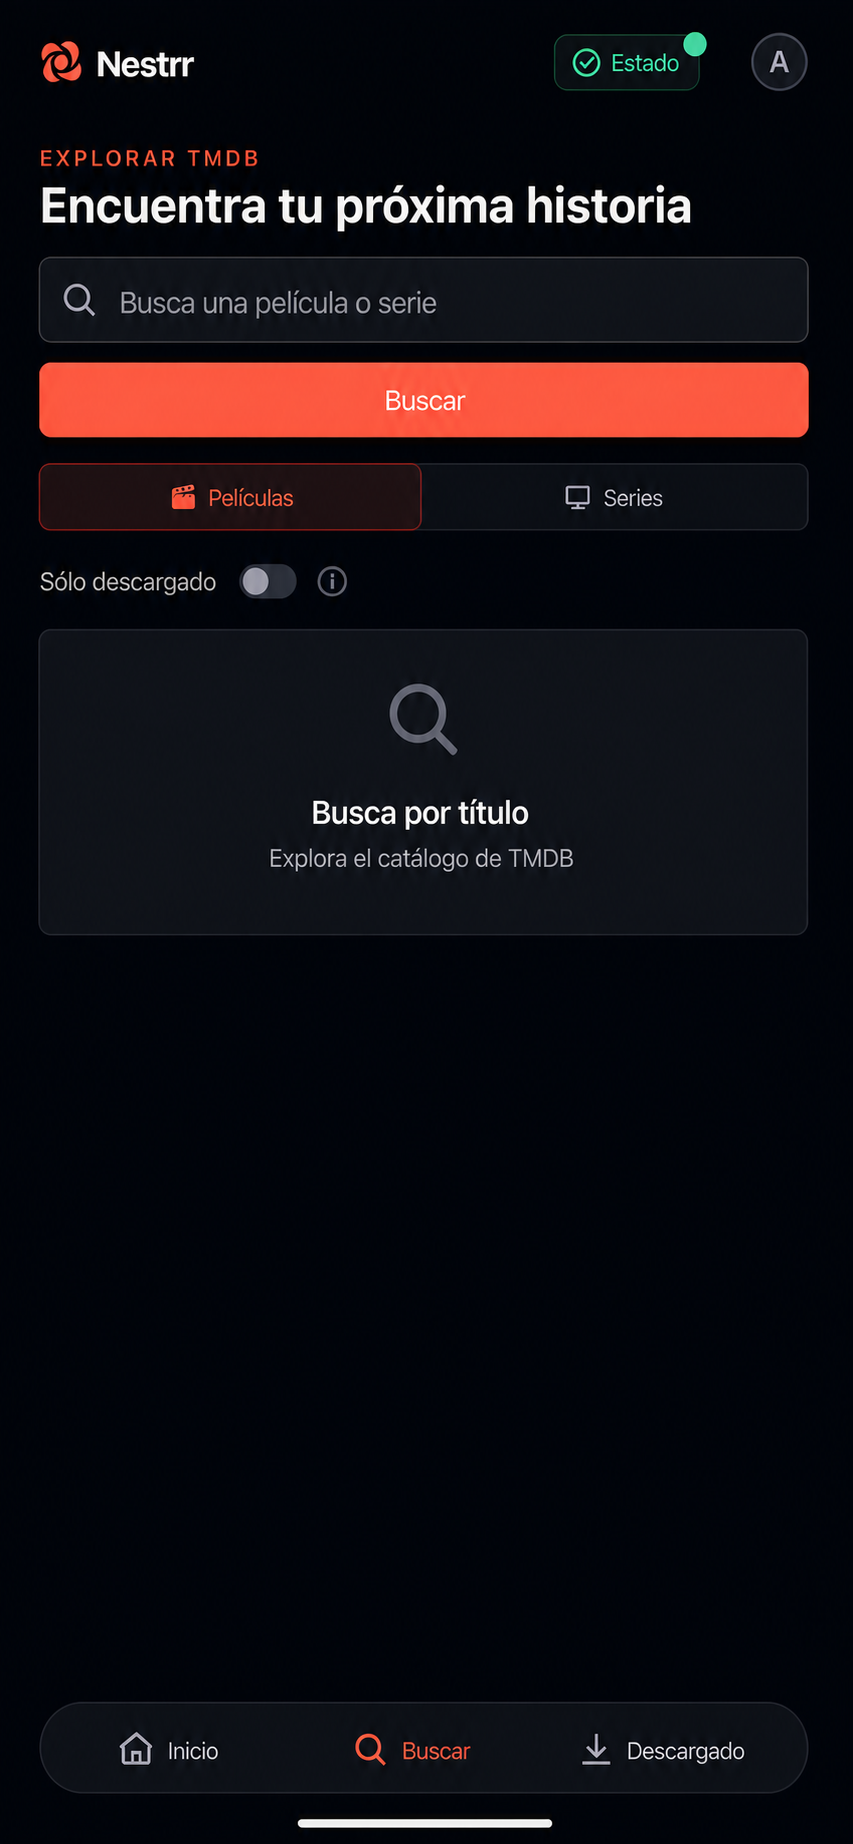 Nestrr
Estado
A
EXPLORAR TMDB
Encuentra tu próxima historia
Busca una película o serie
Buscar
Películas
Series
Sólo descargado
Busca por título
Explora el catálogo de TMDB
Inicio
Buscar
Descargado